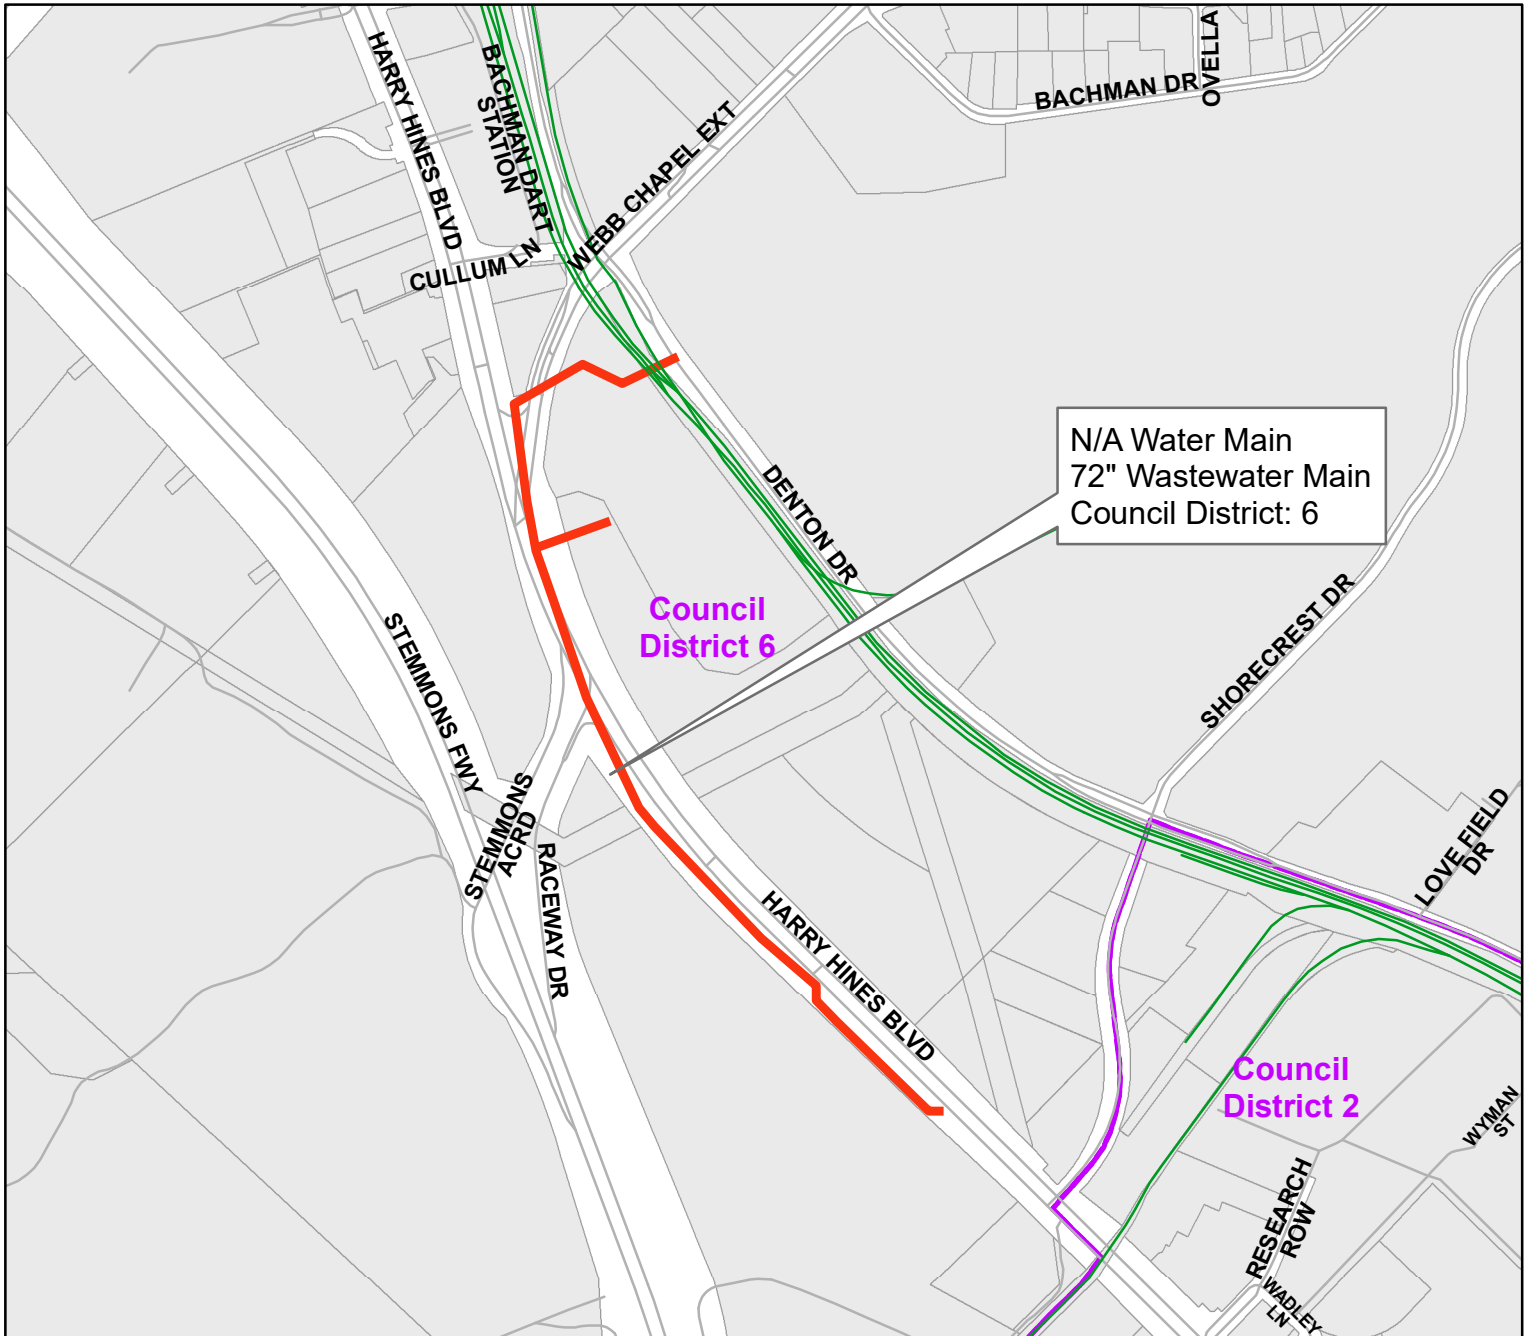 HARRY HINES BLVD
BACHMAN DART
STATION
WEBB CHAPEL EXT
BACHMAN DR
OVELLA
CULLUM LN
N/A Water Main
72" Wastewater Main
Council District: 6
DENTON DR
Council
District 6
SHORECREST DR
STEMMONS FWY
STEMMONS
ACRD
RACEWAY DR
HARRY HINES BLVD
LOVE FIELD
DR
Council
District 2
WYMAN
ST
RESEARCH
ROW
WADLEY
LN